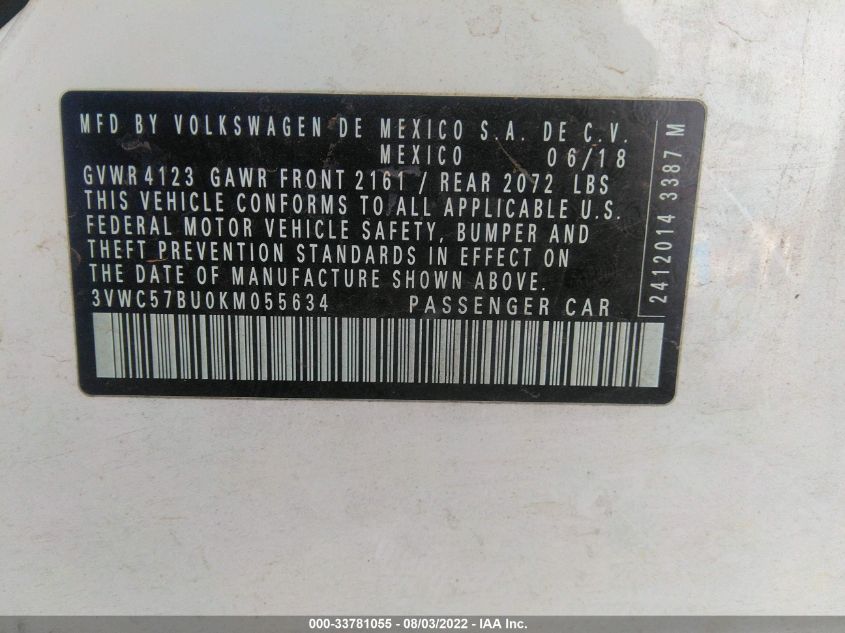 MFD BY VOLKSWAGEN DE MEXICO S.A. DE C.V.
MEXICO 06/18
GVWR 4123 GAWR FRONT 2161 / REAR 2072 LBS
THIS VEHICLE CONFORMS TO ALL APPLICABLE U.S.
FEDERAL MOTOR VEHICLE SAFETY, BUMPER AND
THEFT PREVENTION STANDARDS IN EFFECT ON
THE DATE OF MANUFACTURE SHOWN ABOVE.
3VWC57BU0KM055634 PASSENGER CAR
2412014 3387 M
000-33781055 - 08/03/2022 - IAA Inc.